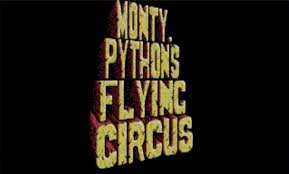 MONTY,
PYTHON'S
FLYING
CIRCUS